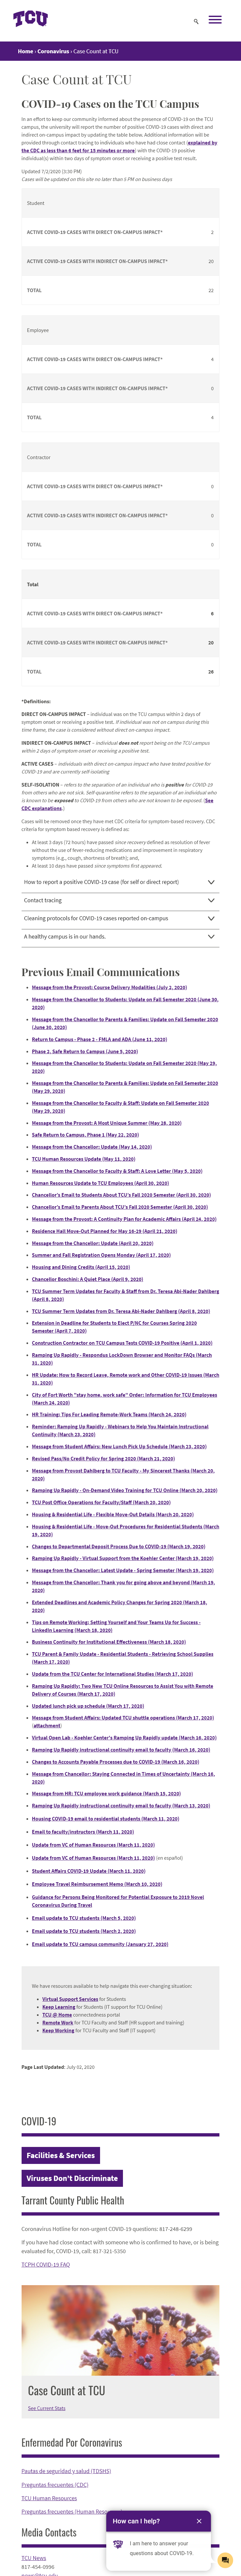 TCU
Home › Coronavirus › Case Count at TCU
Case Count at TCU
COVID-19 Cases on the TCU Campus
In an effort to keep our community informed about the presence of COVID-19 on the TCU
campus, the university will report the number of positive COVID-19 cases with direct and
indirect on-campus impact by updating the table below. Additional information will be
provided through contact tracing to individuals who have had close contact (explained by
the CDC as less than 6 feet for 15 minutes or more) with the COVID-19 positive
individual(s) within two days of symptom onset or receiving a positive test result.
Updated 7/2/2020 (3:30 PM)
Cases will be updated on this site no later than 5 PM on business days
Student
ACTIVE COVID-19 CASES WITH DIRECT ON-CAMPUS IMPACT* 2
ACTIVE COVID-19 CASES WITH INDIRECT ON-CAMPUS IMPACT* 20
TOTAL 22
Employee
ACTIVE COVID-19 CASES WITH DIRECT ON-CAMPUS IMPACT* 4
ACTIVE COVID-19 CASES WITH INDIRECT ON-CAMPUS IMPACT* 0
TOTAL 4
Contractor
ACTIVE COVID-19 CASES WITH DIRECT ON-CAMPUS IMPACT* 0
ACTIVE COVID-19 CASES WITH INDIRECT ON-CAMPUS IMPACT* 0
TOTAL 0
Total
ACTIVE COVID-19 CASES WITH DIRECT ON-CAMPUS IMPACT* 6
ACTIVE COVID-19 CASES WITH INDIRECT ON-CAMPUS IMPACT* 20
TOTAL 26
*Definitions:
DIRECT ON-CAMPUS IMPACT – Individual was on the TCU campus within 2 days of
symptom onset or receiving a positive test. If individual was not on campus during this
time frame, the case is considered without direct on-campus impact.
INDIRECT ON-CAMPUS IMPACT – individual does not report being on the TCU campus
within 2 days of symptom onset or receiving a positive test.
ACTIVE CASES – individuals with direct on-campus impact who have tested positive for
COVID-19 and are currently self isolating
SELF-ISOLATION – refers to the separation of an individual who is positive for COVID-19
from others who are not sick. Self-quarantine refers to the separation of an individual who
is known to be exposed to COVID-19 from others who are not known to be exposed. (See
CDC explanations.)
Cases will be removed once they have met CDC criteria for symptom-based recovery. CDC
criteria for symptom-based recovery is defined as:
• At least 3 days (72 hours) have passed since recovery defined as resolution of fever
without the use of fever-reducing medications and improvement in respiratory
symptoms (e.g., cough, shortness of breath); and,
• At least 10 days have passed since symptoms first appeared
How to report a positive COVID-19 case (for self or direct report)
Contact tracing
Cleaning protocols for COVID-19 cases reported on-campus
A healthy campus is in our hands.
Previous Email Communications
• Message from the Provost: Course Delivery Modalities (July 2, 2020)
• Message from the Chancellor to Students: Update on Fall Semester 2020 (June 30,
2020)
• Message from the Chancellor to Parents & Families: Update on Fall Semester 2020
(June 30, 2020)
• Return to Campus - Phase 2 - FMLA and ADA (June 11, 2020)
• Phase 2, Safe Return to Campus (June 5, 2020)
• Message from the Chancellor to Students: Update on Fall Semester 2020 (May 29,
2020)
• Message from the Chancellor to Parents & Families: Update on Fall Semester 2020
(May 29, 2020)
• Message from the Chancellor to Faculty & Staff: Update on Fall Semester 2020
(May 29, 2020)
• Message from the Provost: A Most Unique Summer (May 28, 2020)
• Safe Return to Campus, Phase 1 (May 22, 2020)
• Message from the Chancellor: Update (May 14, 2020)
• TCU Human Resources Update (May 11, 2020)
• Message from the Chancellor to Faculty & Staff: A Love Letter (May 5, 2020)
• Human Resources Update to TCU Employees (April 30, 2020)
• Chancellor's Email to Students About TCU's Fall 2020 Semester (April 30, 2020)
• Chancellor's Email to Parents About TCU's Fall 2020 Semester (April 30, 2020)
• Message from the Provost: A Continuity Plan for Academic Affairs (April 24, 2020)
• Residence Hall Move-Out Planned for May 16-29 (April 21, 2020)
• Message from the Chancellor: Update (April 20, 2020)
• Summer and Fall Registration Opens Monday (April 17, 2020)
• Housing and Dining Credits (April 15, 2020)
• Chancellor Boschini: A Quiet Place (April 9, 2020)
• TCU Summer Term Updates for Faculty & Staff from Dr. Teresa Abi-Nader Dahlberg
(April 8, 2020)
• TCU Summer Term Updates from Dr. Teresa Abi-Nader Dahlberg (April 8, 2020)
• Extension in Deadline for Students to Elect P/NC for Courses Spring 2020
Semester (April 7, 2020)
• Construction Contractor on TCU Campus Tests COVID-19 Positive (April 1, 2020)
• Ramping Up Rapidly - Respondus LockDown Browser and Monitor FAQs (March
31, 2020)
• HR Update: How to Record Leave, Remote work and Other COVID-19 Issues (March
31, 2020)
• City of Fort Worth "stay home, work safe" Order: Information for TCU Employees
(March 24, 2020)
• HR Training: Tips For Leading Remote-Work Teams (March 24, 2020)
• Reminder: Ramping Up Rapidly - Webinars to Help You Maintain Instructional
Continuity (March 23, 2020)
• Message from Student Affairs: New Lunch Pick Up Schedule (March 23, 2020)
• Revised Pass/No Credit Policy for Spring 2020 (March 21, 2020)
• Message from Provost Dahlberg to TCU Faculty - My Sincerest Thanks (March 20,
2020)
• Ramping Up Rapidly - On-Demand Video Training for TCU Online (March 20, 2020)
• TCU Post Office Operations for Faculty/Staff (March 20, 2020)
• Housing & Residential Life - Flexible Move-Out Details (March 20, 2020)
• Housing & Residential Life - Move-Out Procedures for Residential Students (March
19, 2020)
• Changes to Departmental Deposit Process Due to COVID-19 (March 19, 2020)
• Ramping Up Rapidly - Virtual Support from the Koehler Center (March 19, 2020)
• Message from the Chancellor: Latest Update - Spring Semester (March 19, 2020)
• Message from the Chancellor: Thank you for going above and beyond (March 19,
2020)
• Extended Deadlines and Academic Policy Changes for Spring 2020 (March 18,
2020)
• Tips on Remote Working: Setting Yourself and Your Teams Up for Success -
LinkedIn Learning (March 18, 2020)
• Business Continuity for Institutional Effectiveness (March 18, 2020)
• TCU Parent & Family Update - Residential Students - Retrieving School Supplies
(March 17, 2020)
• Update from the TCU Center for International Studies (March 17, 2020)
• Ramping Up Rapidly: Two New TCU Online Resources to Assist You with Remote
Delivery of Courses (March 17, 2020)
• Updated lunch pick up schedule (March 17, 2020)
• Message from Student Affairs: Updated TCU shuttle operations (March 17, 2020)
(attachment)
• Virtual Open Lab - Koehler Center's Ramping Up Rapidly update (March 16, 2020)
• Ramping Up Rapidly instructional continuity email to faculty (March 16, 2020)
• Changes to Accounts Payable Processes due to COVID-19 (March 16, 2020)
• Message from Chancellor: Staying Connected in Times of Uncertainty (March 16,
2020)
• Message from HR: TCU employee work guidance (March 15, 2020)
• Ramping Up Rapidly instructional continuity email to faculty (March 13, 2020)
• Housing COVID-19 email to residential students (March 11, 2020)
• Email to faculty/instructors (March 11, 2020)
• Update from VC of Human Resources (March 11, 2020)
• Update from VC of Human Resources (March 11, 2020) (en español)
• Student Affairs COVID-19 Update (March 11, 2020)
• Employee Travel Reimbursement Memo (March 10, 2020)
• Guidance for Persons Being Monitored for Potential Exposure to 2019 Novel
Coronavirus During Travel
• Email update to TCU students (March 5, 2020)
• Email update to TCU students (March 2, 2020)
• Email update to TCU campus community (January 27, 2020)
We have resources available to help navigate this ever-changing situation:
• Virtual Support Services for Students
• Keep Learning for Students (IT support for TCU Online)
• TCU @ Home connectedness portal
• Remote Work for TCU Faculty and Staff (HR and training)
• Keep Working for TCU Faculty and Staff (IT support)
Page Last Updated: July 02, 2020
COVID-19
Facilities & Services
Viruses Don't Discriminate
Tarrant County Public Health
Coronavirus Hotline for non-urgent COVID-19 questions: 817-248-6299
If you have had close contact with someone who is confirmed to have, or is being
evaluated for, COVID-19, call: 817-321-5350
TCPH COVID-19 FAQ
Case Count at TCU
See Current Stats
Enfermedad Por Coronavirus
Pautas de seguridad y salud (TDSHS)
Preguntas frecuentes (CDC)
TCU Human Resources
Preguntas frecuentes (Human Resour
Media Contacts
TCU News
817-454-0996
How can I help?
I am here to answer your
questions about COVID-19.